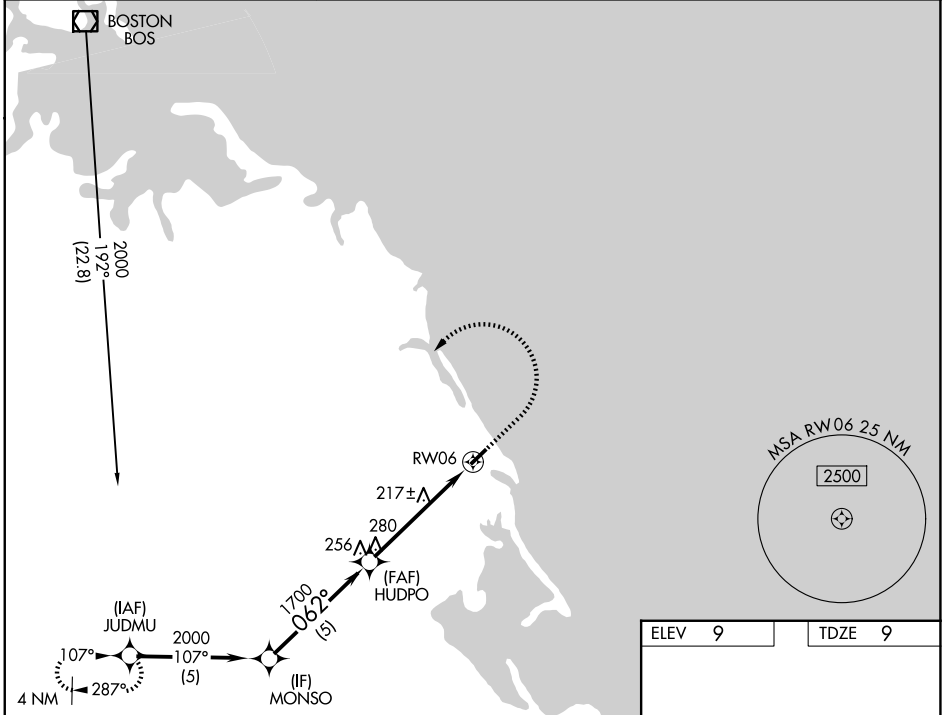 BOSTON
BOS
2000
192°
(22.8)
MSA RW06 25 NM
2500
RW06
217±
280
256
(FAF)
HUDPO
1700
062°
(5)
(IAF)
JUDMU
2000
107°
(5)
107°
287°
4 NM
(IF)
MONSO
ELEV 9
TDZE 9